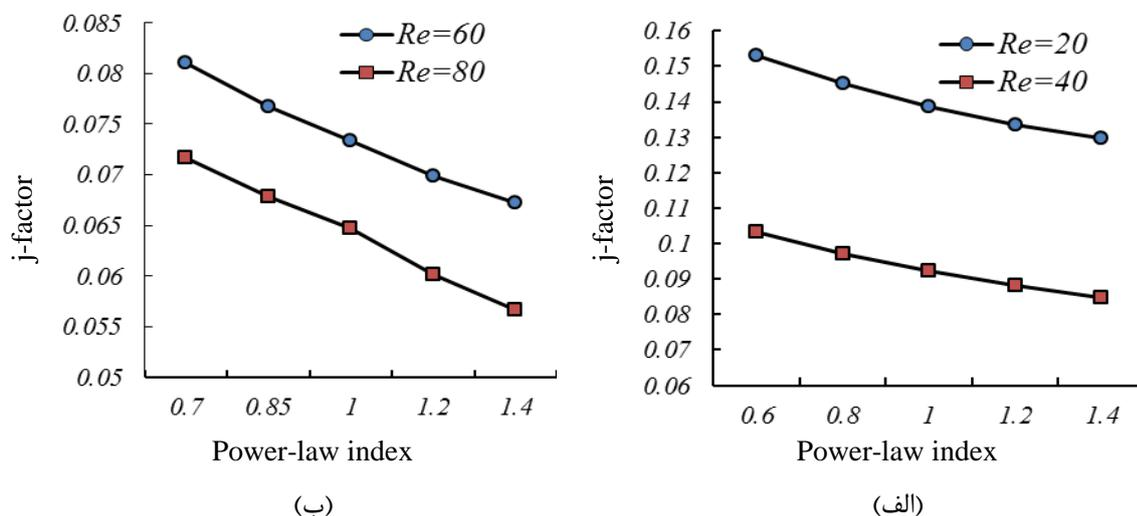 0.085
0.08
0.075
0.07
0.065
0.06
0.055
0.05
j-factor
Re=60
Re=80
0.7 0.85 1 1.2 1.4
Power-law index
(ب)
0.16
0.15
0.14
0.13
0.12
0.11
0.1
0.09
0.08
0.07
0.06
j-factor
Re=20
Re=40
0.6 0.8 1 1.2 1.4
Power-law index
(الف)